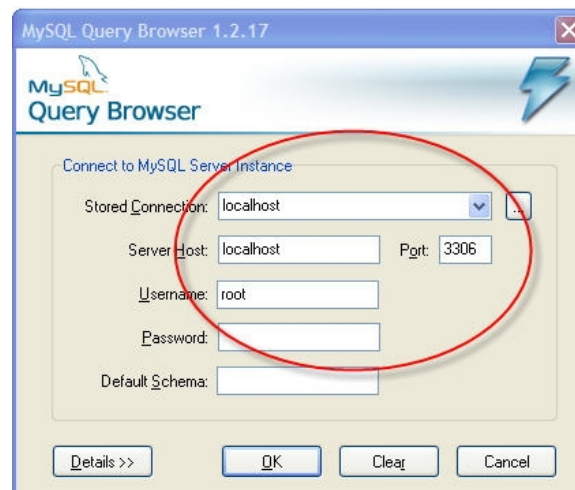 MySQL Query Browser 1.2.17
MySQL
Query Browser
Connect to MySQL Server Instance
Stored Connection: localhost ...
Server Host: localhost Port: 3306
Username: root
Password:
Default Schema:
Details >> OK Clear Cancel